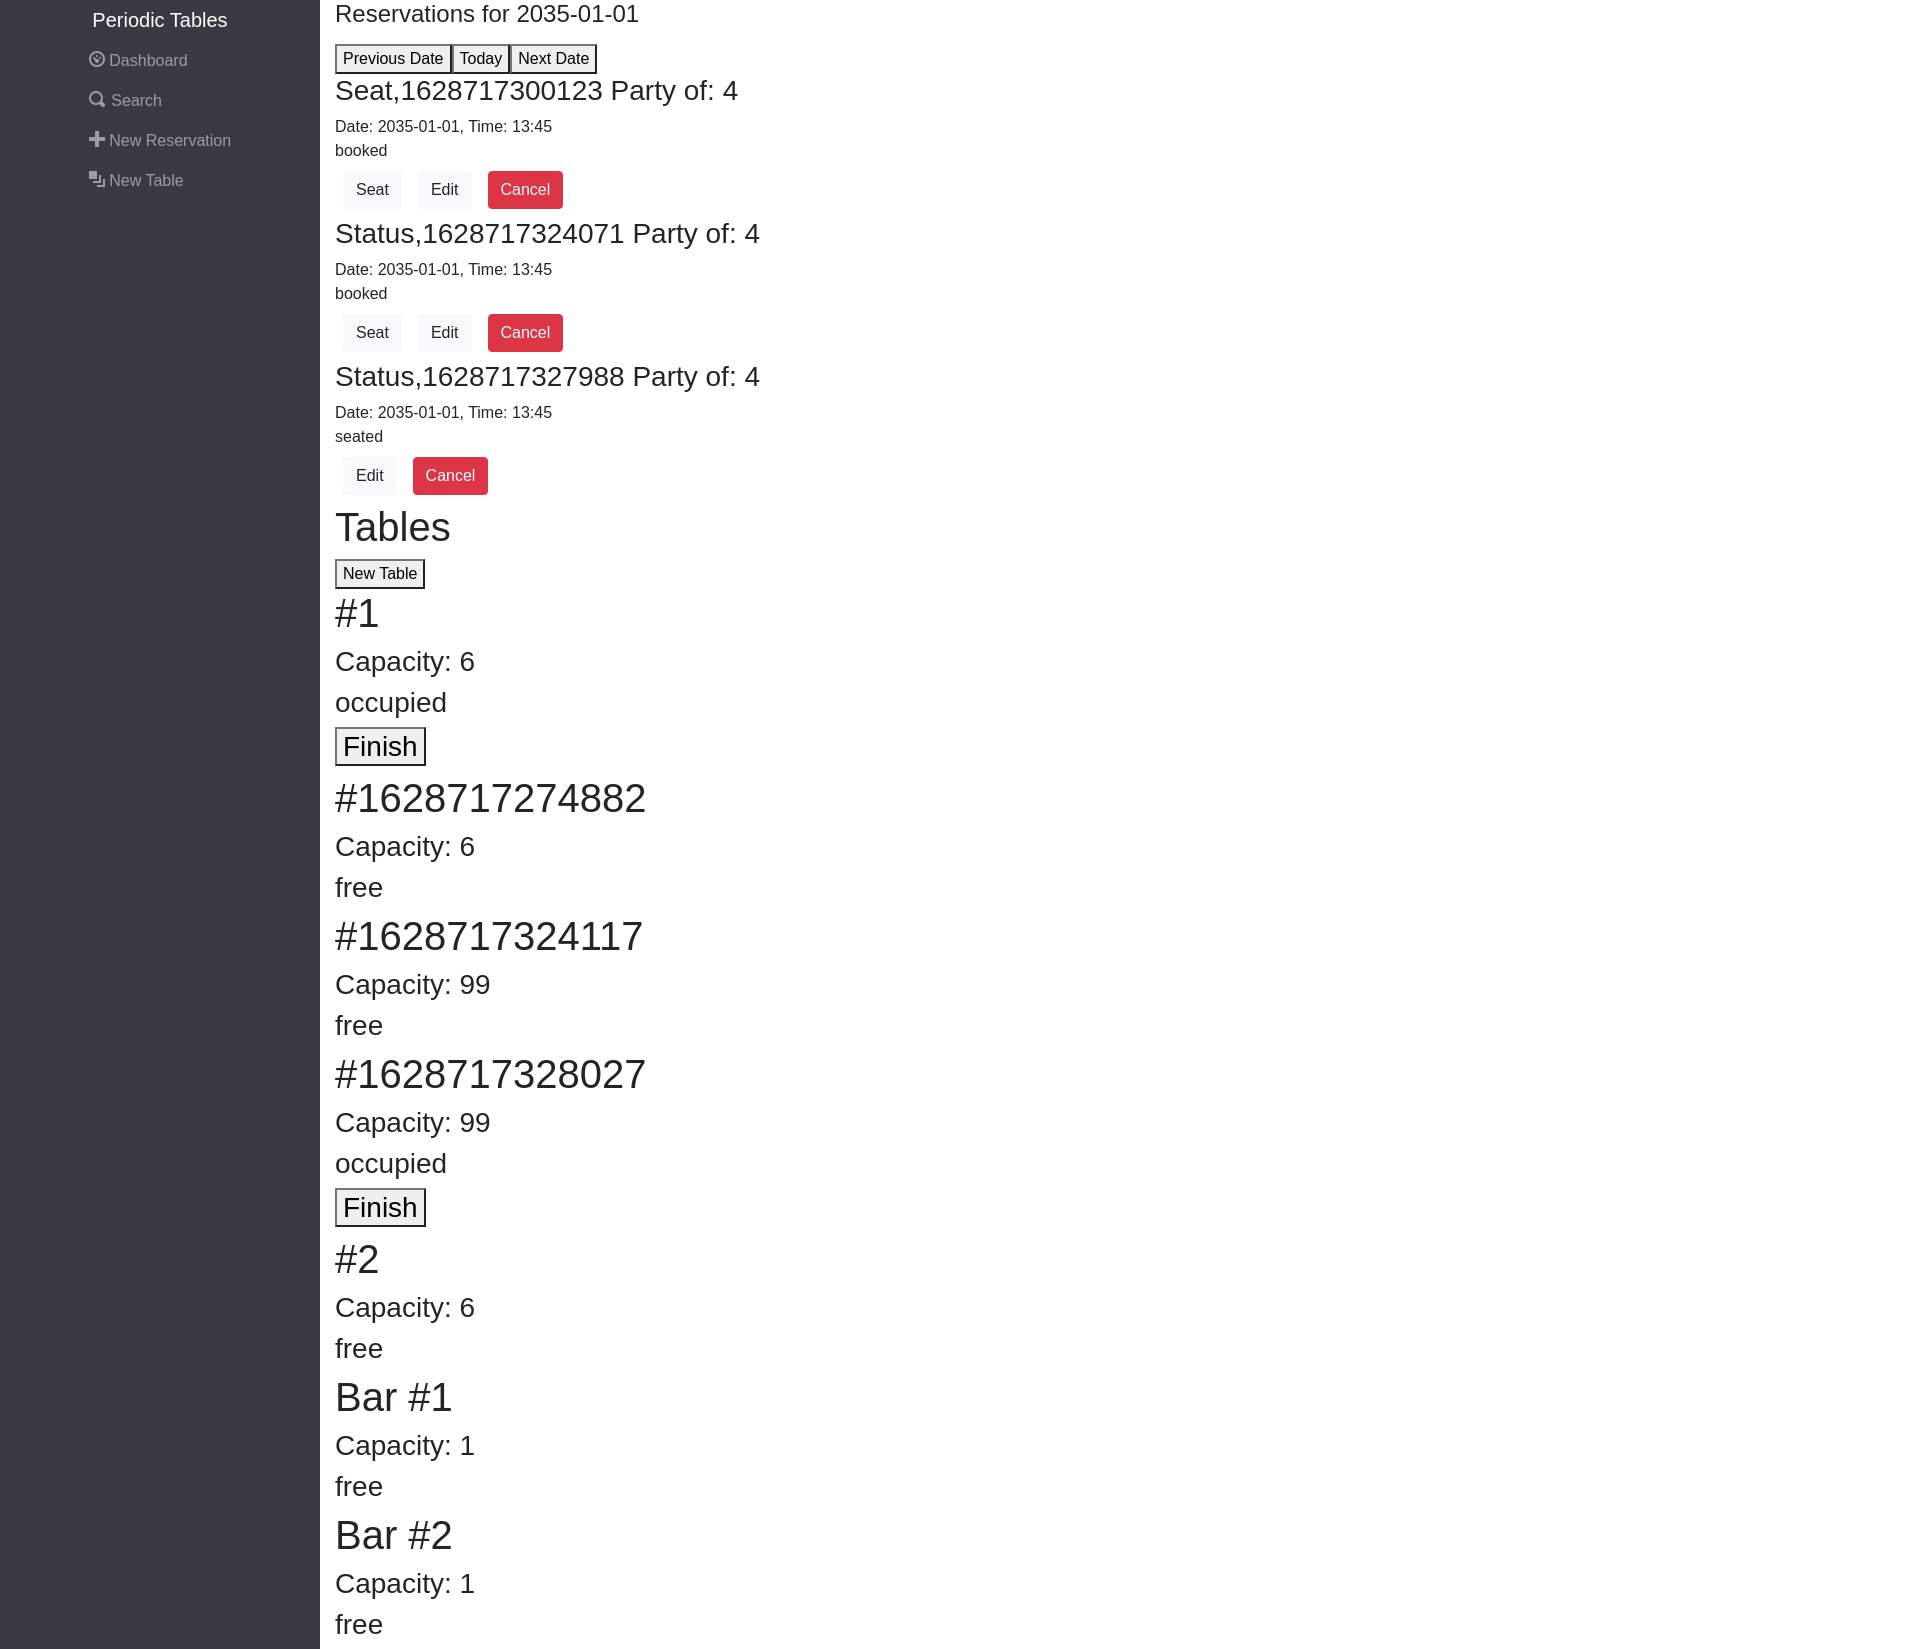 Periodic Tables
Dashboard
Search
New Reservation
New Table
Reservations for 2035-01-01
Previous Date Today Next Date
Seat,1628717300123 Party of: 4
Date: 2035-01-01, Time: 13:45
booked
Seat Edit Cancel
Status,1628717324071 Party of: 4
Date: 2035-01-01, Time: 13:45
booked
Seat Edit Cancel
Status,1628717327988 Party of: 4
Date: 2035-01-01, Time: 13:45
seated
Edit Cancel
Tables
New Table
#1
Capacity: 6
occupied
Finish
#1628717274882
Capacity: 6
free
#1628717324117
Capacity: 99
free
#1628717328027
Capacity: 99
occupied
Finish
#2
Capacity: 6
free
Bar #1
Capacity: 1
free
Bar #2
Capacity: 1
free